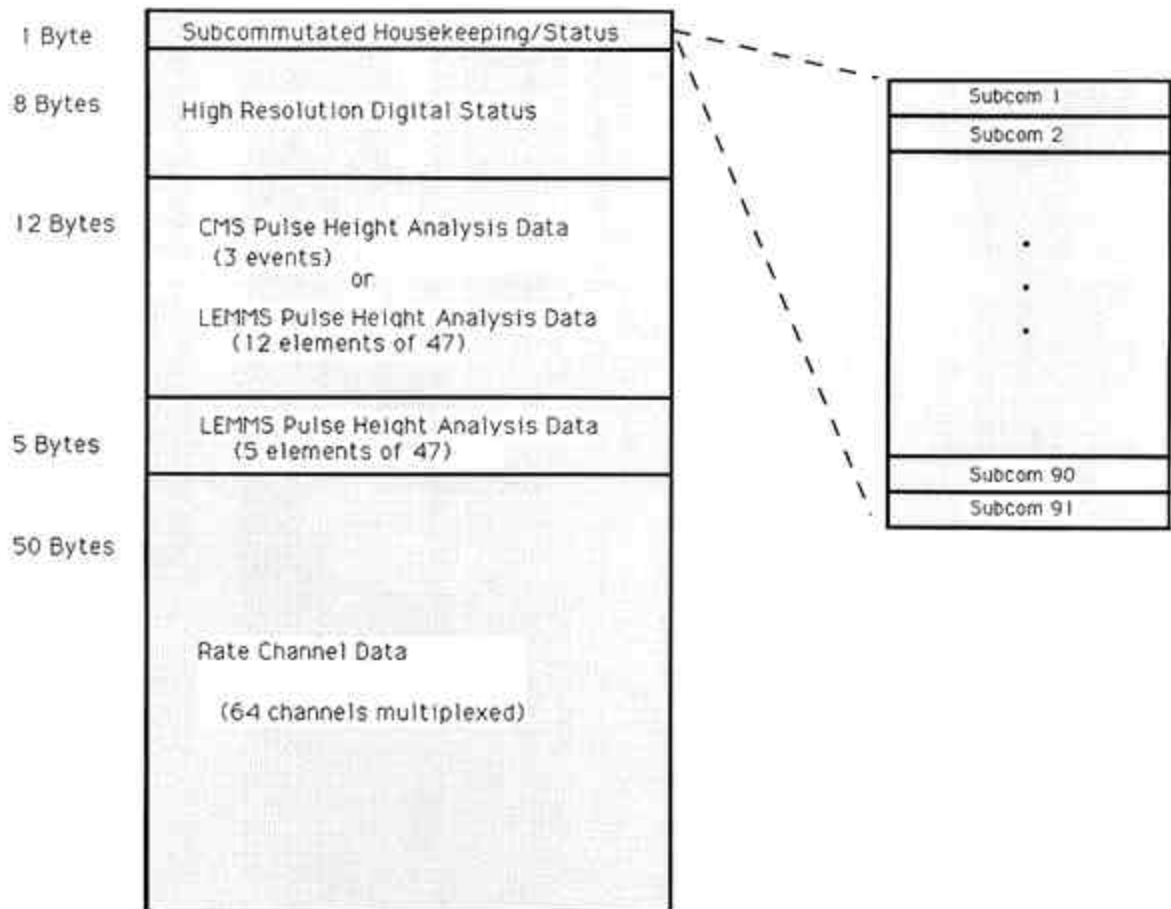 1 Byte
Subcommutated Housekeeping/Status
8 Bytes
High Resolution Digital Status
12 Bytes
CMS Pulse Height Analysis Data
(3 events)
or
LEMMS Pulse Height Analysis Data
(12 elements of 47)
5 Bytes
LEMMS Pulse Height Analysis Data
(5 elements of 47)
50 Bytes
Rate Channel Data
(64 channels multiplexed)
Subcom 1
Subcom 2
Subcom 90
Subcom 91